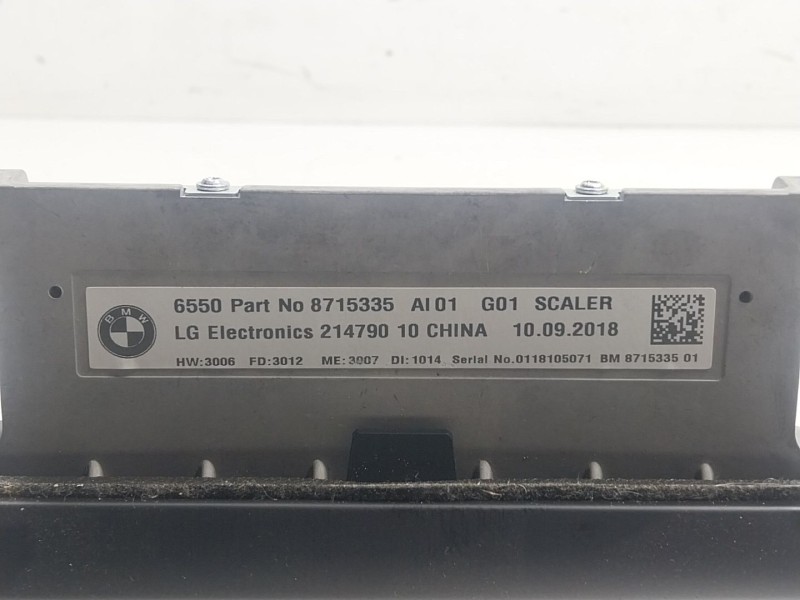 BMW
6550 Part No 8715335 AI 01 G01 SCALER
LG Electronics 214790 10 CHINA 10.09.2018
HW:3006 FD:3012 ME:3007 DI:1014 Serial No.0118105071 BM 8715335 01